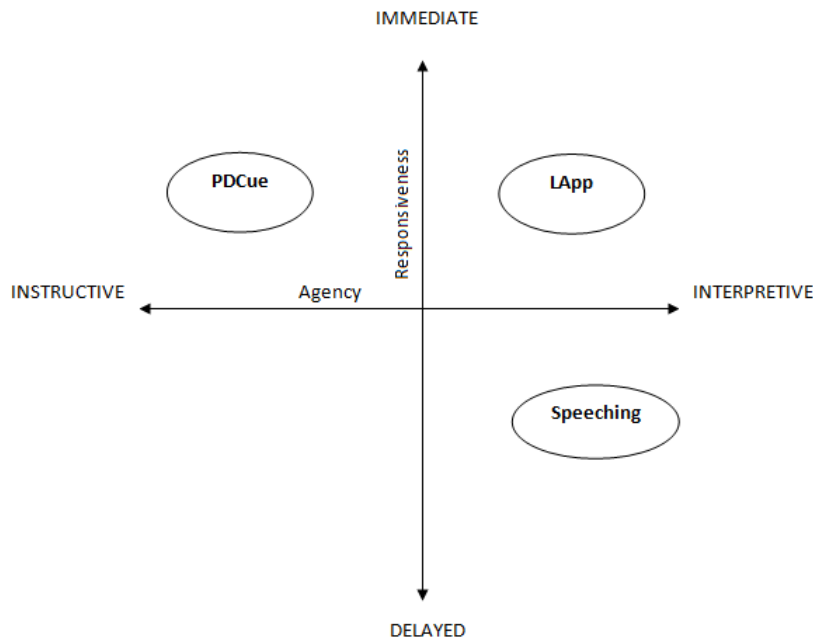 IMMEDIATE
PDCue
LApp
Responsiveness
INSTRUCTIVE
Agency
INTERPRETIVE
Speeching
DELAYED